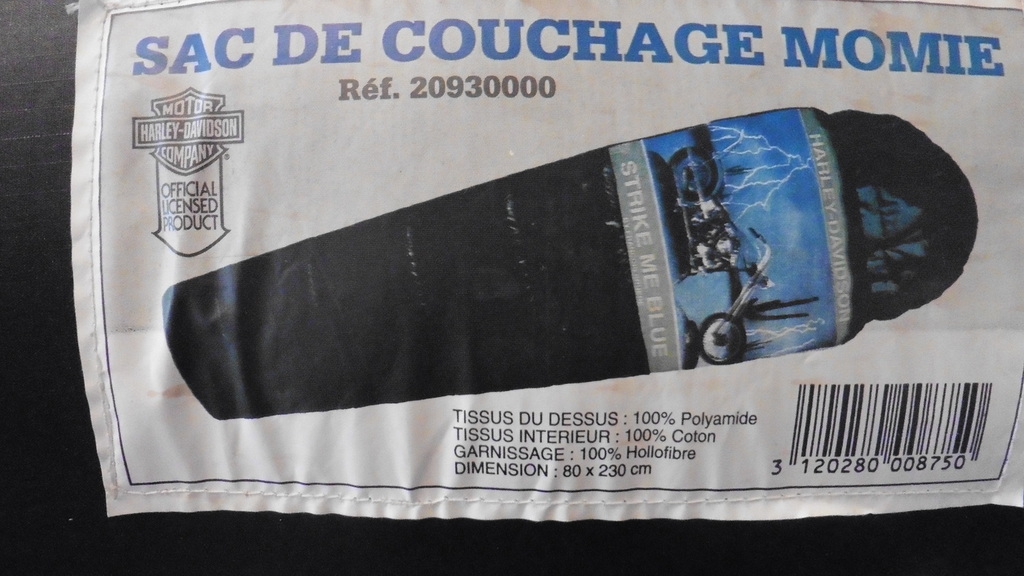 SAC DE COUCHAGE MOMIE
Réf. 20930000
MOTOR
HARLEY-DAVIDSON
COMPANY
OFFICIAL
LICENSED
PRODUCT
STRIKE ME BLUE
HARLEY-DAVIDSON
TISSUS DU DESSUS : 100% Polyamide
TISSUS INTERIEUR : 100% Coton
GARNISSAGE : 100% Hollofibre
DIMENSION : 80 x 230 cm
3 120280 008750